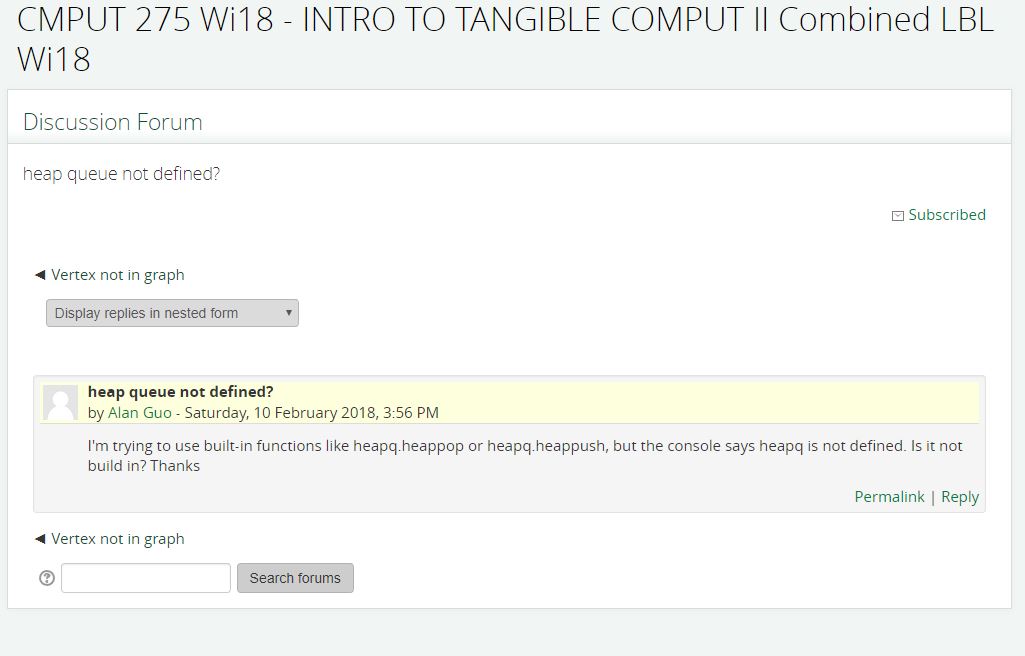 CMPUT 275 Wi18 - INTRO TO TANGIBLE COMPUT II Combined LBL
Wi18
Discussion Forum
heap queue not defined?
Subscribed
◄ Vertex not in graph
Display replies in nested form
heap queue not defined?
by Alan Guo - Saturday, 10 February 2018, 3:56 PM
I'm trying to use built-in functions like heapq.heappop or heapq.heappush, but the console says heapq is not defined. Is it not
build in? Thanks
Permalink | Reply
◄ Vertex not in graph
Search forums